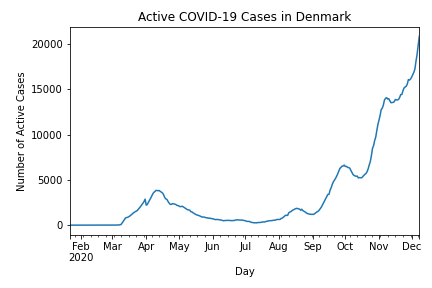 Active COVID-19 Cases in Denmark
Number of Active Cases
20000
15000
10000
5000
0
Feb Mar Apr May Jun Jul Aug Sep Oct Nov Dec
2020
Day